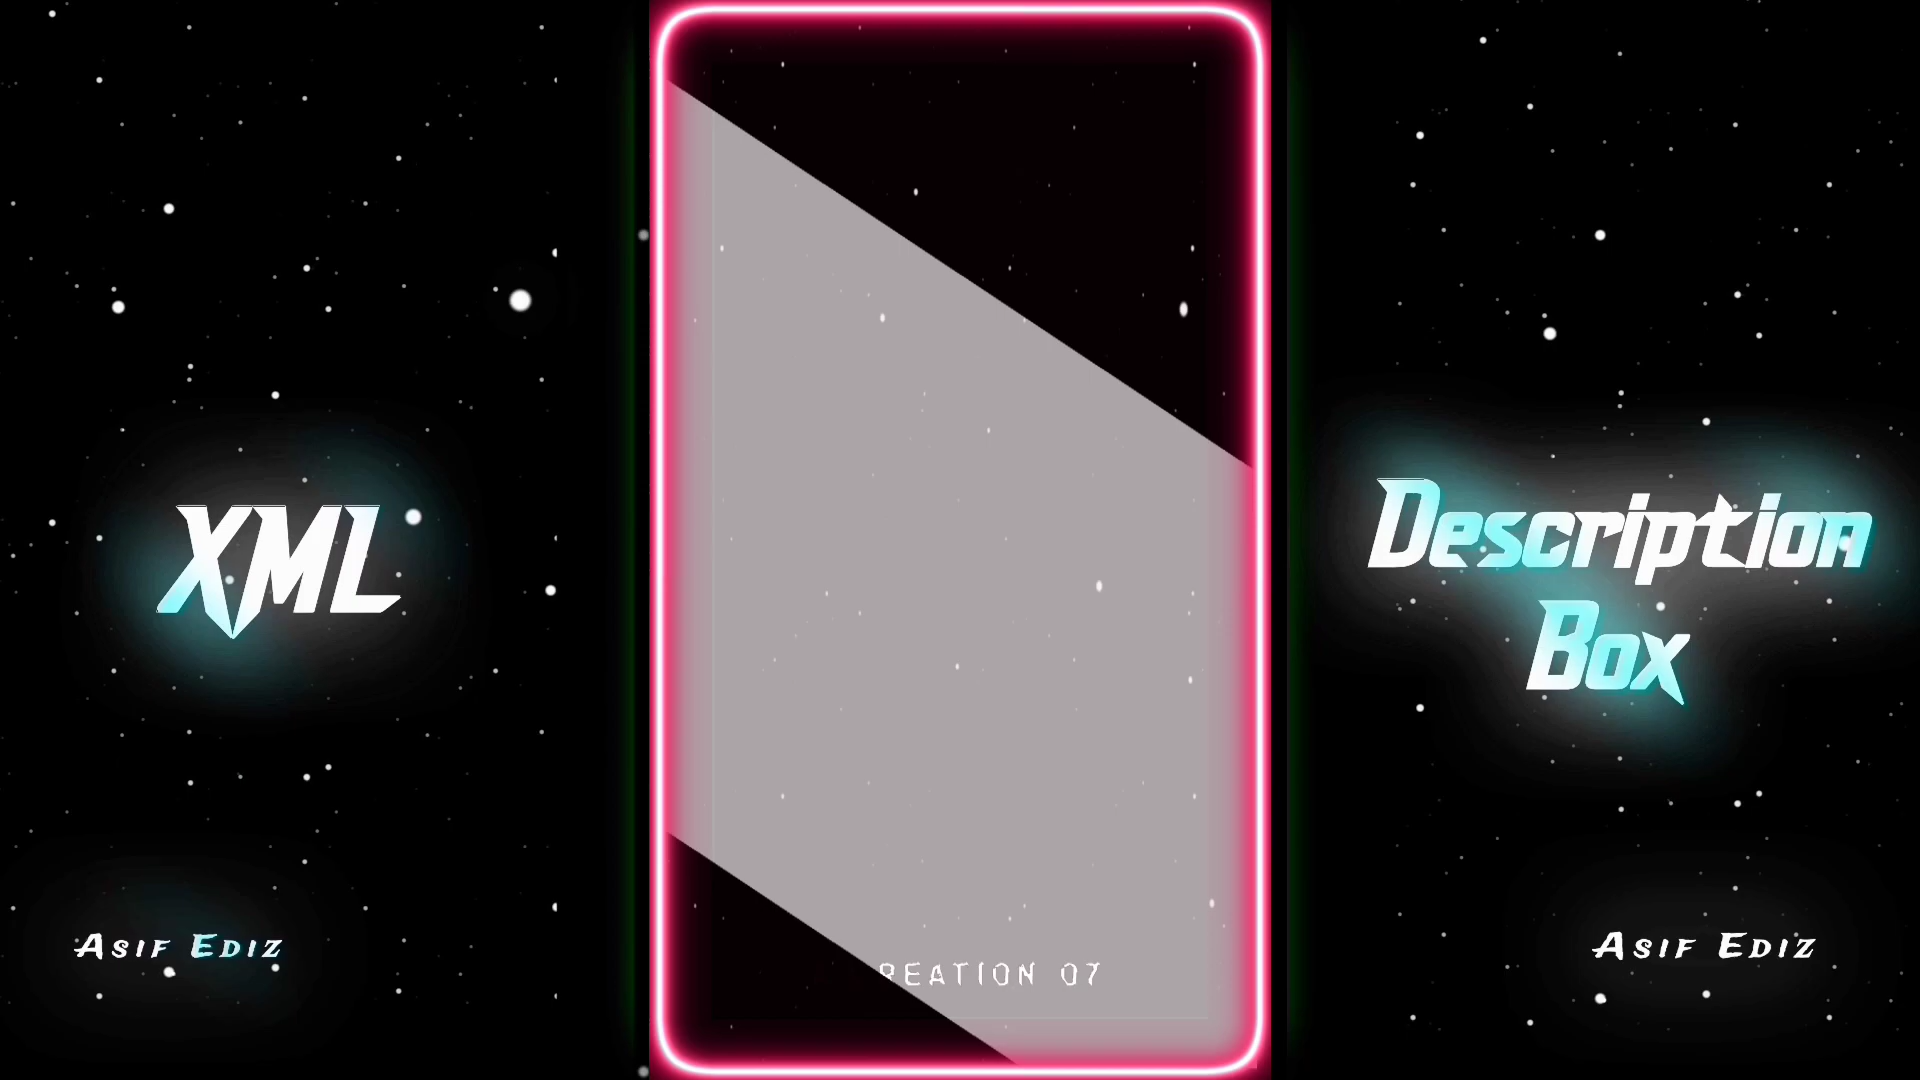 XML
Description
Box
Asif Ediz
REATION 07
Asif Ediz